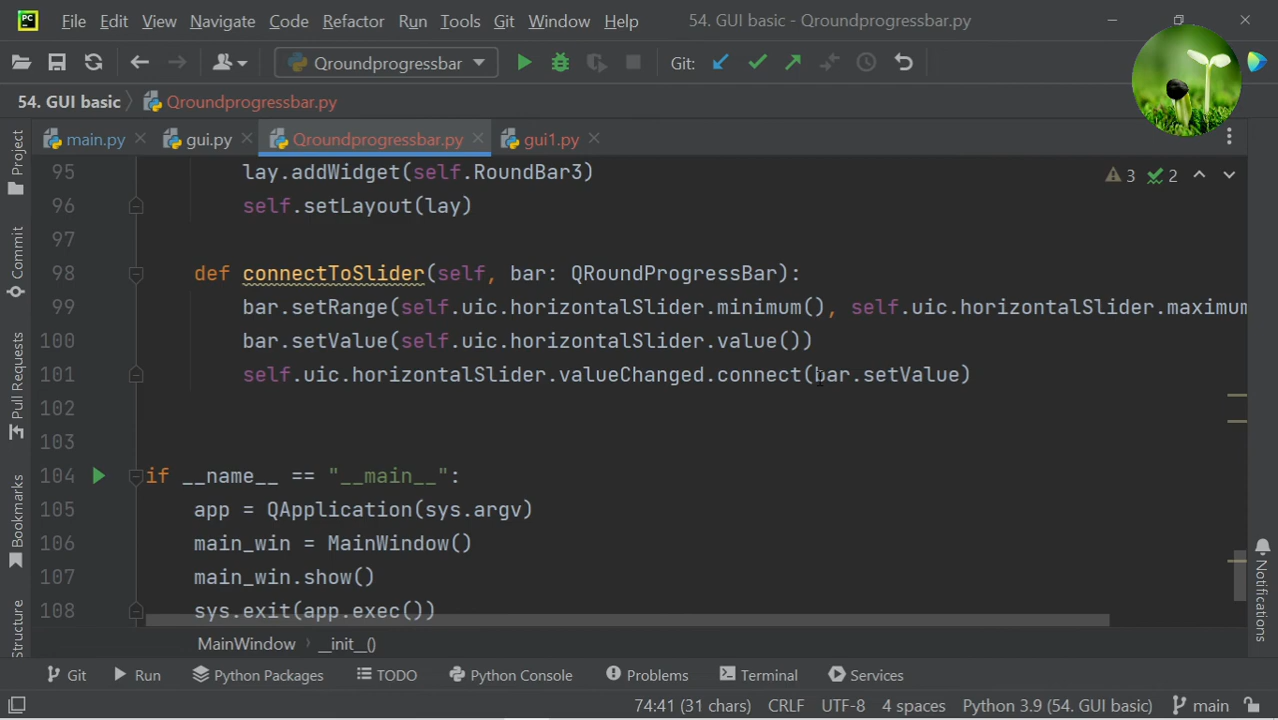 PC File Edit View Navigate Code Refactor Run Tools Git Window Help 54. GUI basic - Qroundprogressbar.py
Qroundprogressbar Git:
54. GUI basic Qroundprogressbar.py
main.py gui.py Qroundprogressbar.py gui1.py
Project
Commit
Pull Requests
Bookmarks
Structure
3 2
95 lay.addWidget(self.RoundBar3)
96 self.setLayout(lay)
97
98 def connectToSlider(self, bar: QRoundProgressBar):
99 bar.setRange(self.uic.horizontalSlider.minimum(), self.uic.horizontalSlider.maximum
100 bar.setValue(self.uic.horizontalSlider.value())
101 self.uic.horizontalSlider.valueChanged.connect(bar.setValue)
102
103
104 if __name__ == "__main__":
105 app = QApplication(sys.argv)
106 main_win = MainWindow()
107 main_win.show()
108 sys.exit(app.exec())
Notifications
MainWindow __init__()
Git Run Python Packages TODO Python Console Problems Terminal Services
74:41 (31 chars) CRLF UTF-8 4 spaces Python 3.9 (54. GUI basic) main